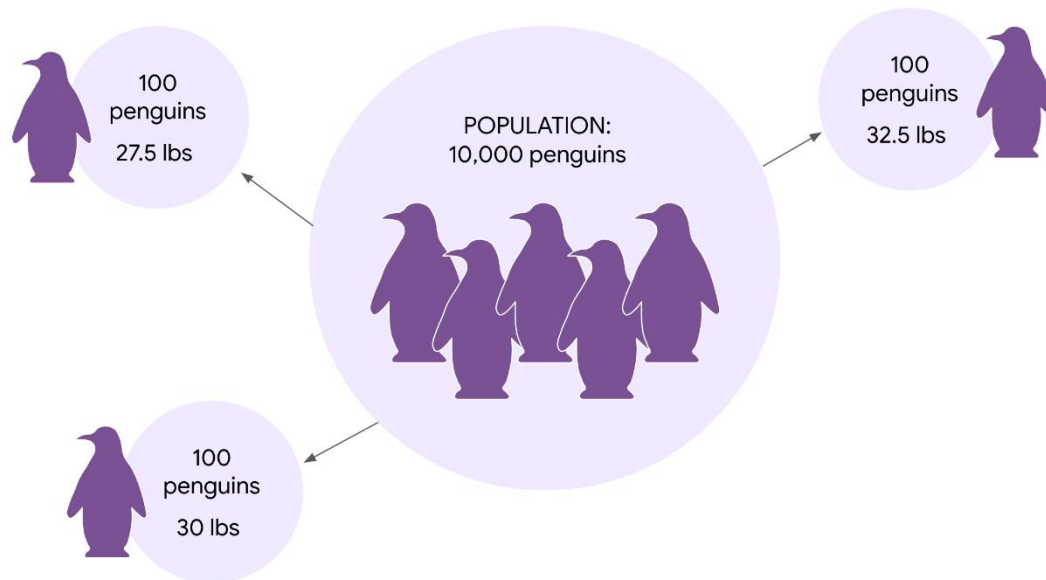 100
penguins
27.5 lbs
POPULATION:
10,000 penguins
100
penguins
32.5 lbs
100
penguins
30 lbs